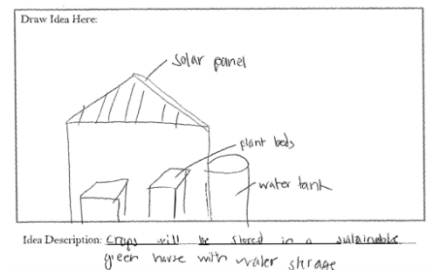 Draw Idea Here:
solar panel
plant beds
water tank
Idea Description: Crops will be stored in a sustainable
green house with water storage